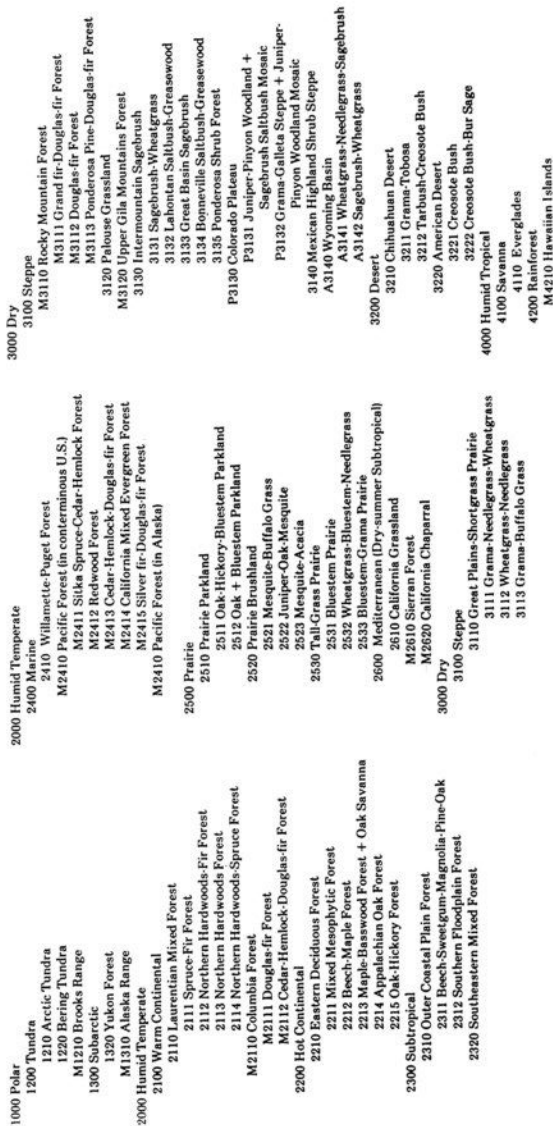 1000 Polar
1200 Tundra
1210 Arctic Tundra
1220 Bering Tundra
M1210 Brooks Range
1300 Subarctic
1320 Yukon Forest
M1310 Alaska Range
2000 Humid Temperate
2100 Warm Continental
2110 Laurentian Mixed Forest
2111 Spruce-Fir Forest
2112 Northern Hardwoods-Fir Forest
2113 Northern Hardwoods Forest
2114 Northern Hardwoods-Spruce Forest
M2110 Columbia Forest
M2111 Douglas-fir Forest
M2112 Cedar-Hemlock-Douglas-fir Forest
2200 Hot Continental
2210 Eastern Deciduous Forest
2211 Mixed Mesophytic Forest
2212 Beech-Maple Forest
2213 Maple-Basswood Forest + Oak Savanna
2214 Appalachian Oak Forest
2215 Oak-Hickory Forest
2300 Subtropical
2310 Outer Coastal Plain Forest
2311 Beech-Sweetgum-Magnolia-Pine-Oak
2312 Southern Floodplain Forest
2320 Southeastern Mixed Forest
2000 Humid Temperate
2400 Marine
2410 Willamette-Puget Forest
M2410 Pacific Forest (in conterminous U.S.)
M2411 Sitka Spruce-Cedar-Hemlock Forest
M2412 Redwood Forest
M2413 Cedar-Hemlock-Douglas-fir Forest
M2414 California Mixed Evergreen Forest
M2415 Silver fir-Douglas-fir Forest
M2410 Pacific Forest (in Alaska)
2500 Prairie
2510 Prairie Parkland
2511 Oak-Hickory-Bluestem Parkland
2512 Oak + Bluestem Parkland
2520 Prairie Brushland
2521 Mesquite-Buffalo Grass
2522 Juniper-Oak-Mesquite
2523 Mesquite-Acacia
2530 Tall-Grass Prairie
2531 Bluestem Prairie
2532 Wheatgrass-Bluestem-Needlegrass
2533 Bluestem-Grama Prairie
2600 Mediterranean (Dry-summer Subtropical)
2610 California Grassland
M2610 Sierran Forest
M2620 California Chaparral
3000 Dry
3100 Steppe
3110 Great Plains-Shortgrass Prairie
3111 Grama-Needlegrass-Wheatgrass
3112 Wheatgrass-Needlegrass
3113 Grama-Buffalo Grass
3000 Dry
3100 Steppe
M3110 Rocky Mountain Forest
M3111 Grand fir-Douglas-fir Forest
M3112 Douglas-fir Forest
M3113 Ponderosa Pine-Douglas-fir Forest
3120 Palouse Grassland
M3120 Upper Gila Mountains Forest
3130 Intermountain Sagebrush
3131 Sagebrush-Wheatgrass
3132 Lahontan Saltbush-Greasewood
3133 Great Basin Sagebrush
3134 Bonneville Saltbush-Greasewood
3135 Ponderosa Shrub Forest
P3130 Colorado Plateau
P3131 Juniper-Pinyon Woodland +
Sagebrush Saltbush Mosaic
P3132 Grama-Galleta Steppe + Juniper-
Pinyon Woodland Mosaic
3140 Mexican Highland Shrub Steppe
A3140 Wyoming Basin
A3141 Wheatgrass-Needlegrass-Sagebrush
A3142 Sagebrush-Wheatgrass
3200 Desert
3210 Chihuahuan Desert
3211 Grama-Tobosa
3212 Tarbush-Creosote Bush
3220 American Desert
3221 Creosote Bush
3222 Creosote Bush-Bur Sage
4000 Humid Tropical
4100 Savanna
4110 Everglades
4200 Rainforest
M4210 Hawaiian Islands